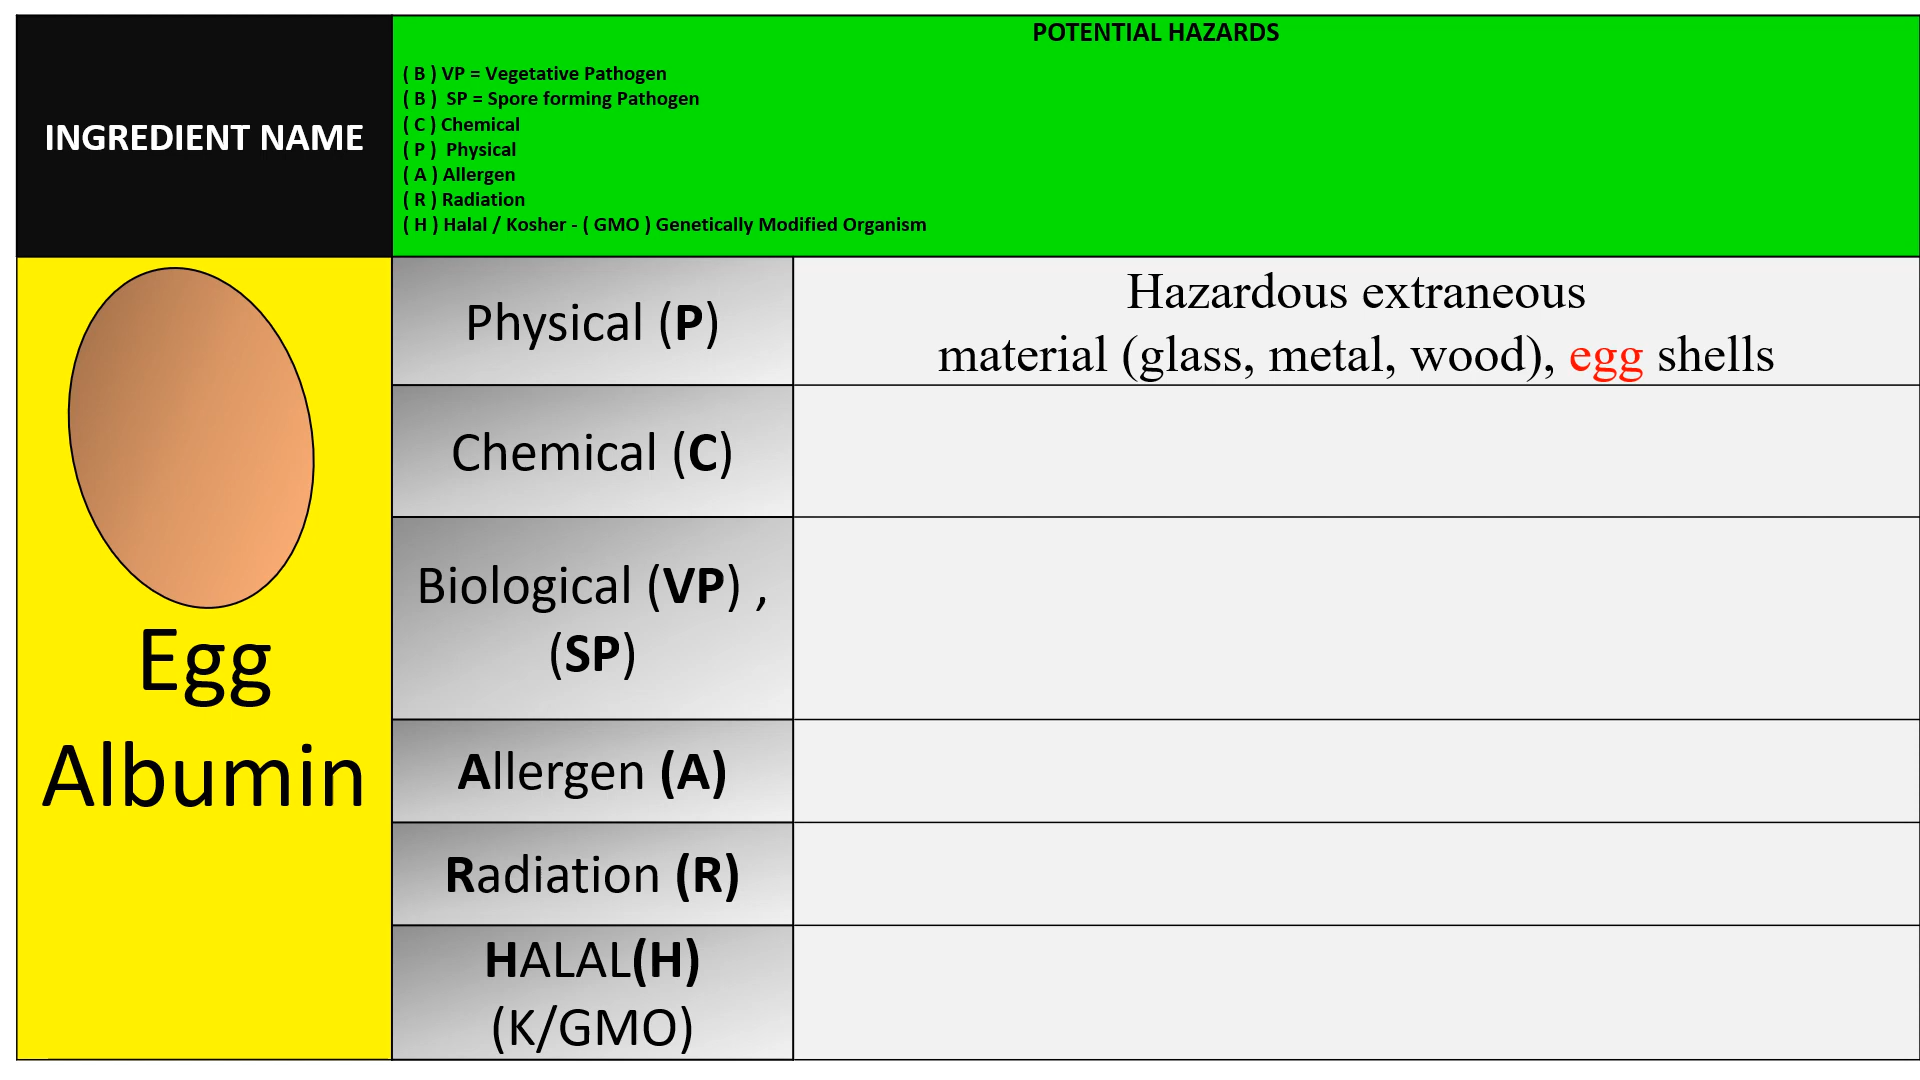 INGREDIENT NAME
POTENTIAL HAZARDS
( B ) VP = Vegetative Pathogen
( B )  SP = Spore forming Pathogen
( C ) Chemical
( P )  Physical
( A ) Allergen
( R ) Radiation
( H ) Halal / Kosher - ( GMO ) Genetically Modified Organism
Egg
Albumin
Physical (P)
Hazardous extraneous
material (glass, metal, wood), egg shells
Chemical (C)
Biological (VP) ,
(SP)
Allergen (A)
Radiation (R)
HALAL(H)
(K/GMO)